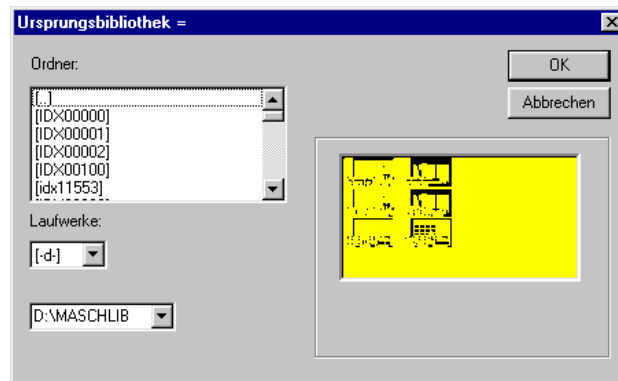 Ursprungsbibliothek =
Ordner:
OK
[..]
Abbrechen
[IDX00000]
[IDX00001]
[IDX00002]
[IDX00100]
[idx11553]
Laufwerke:
[-d-]
D:\MASCHLIB